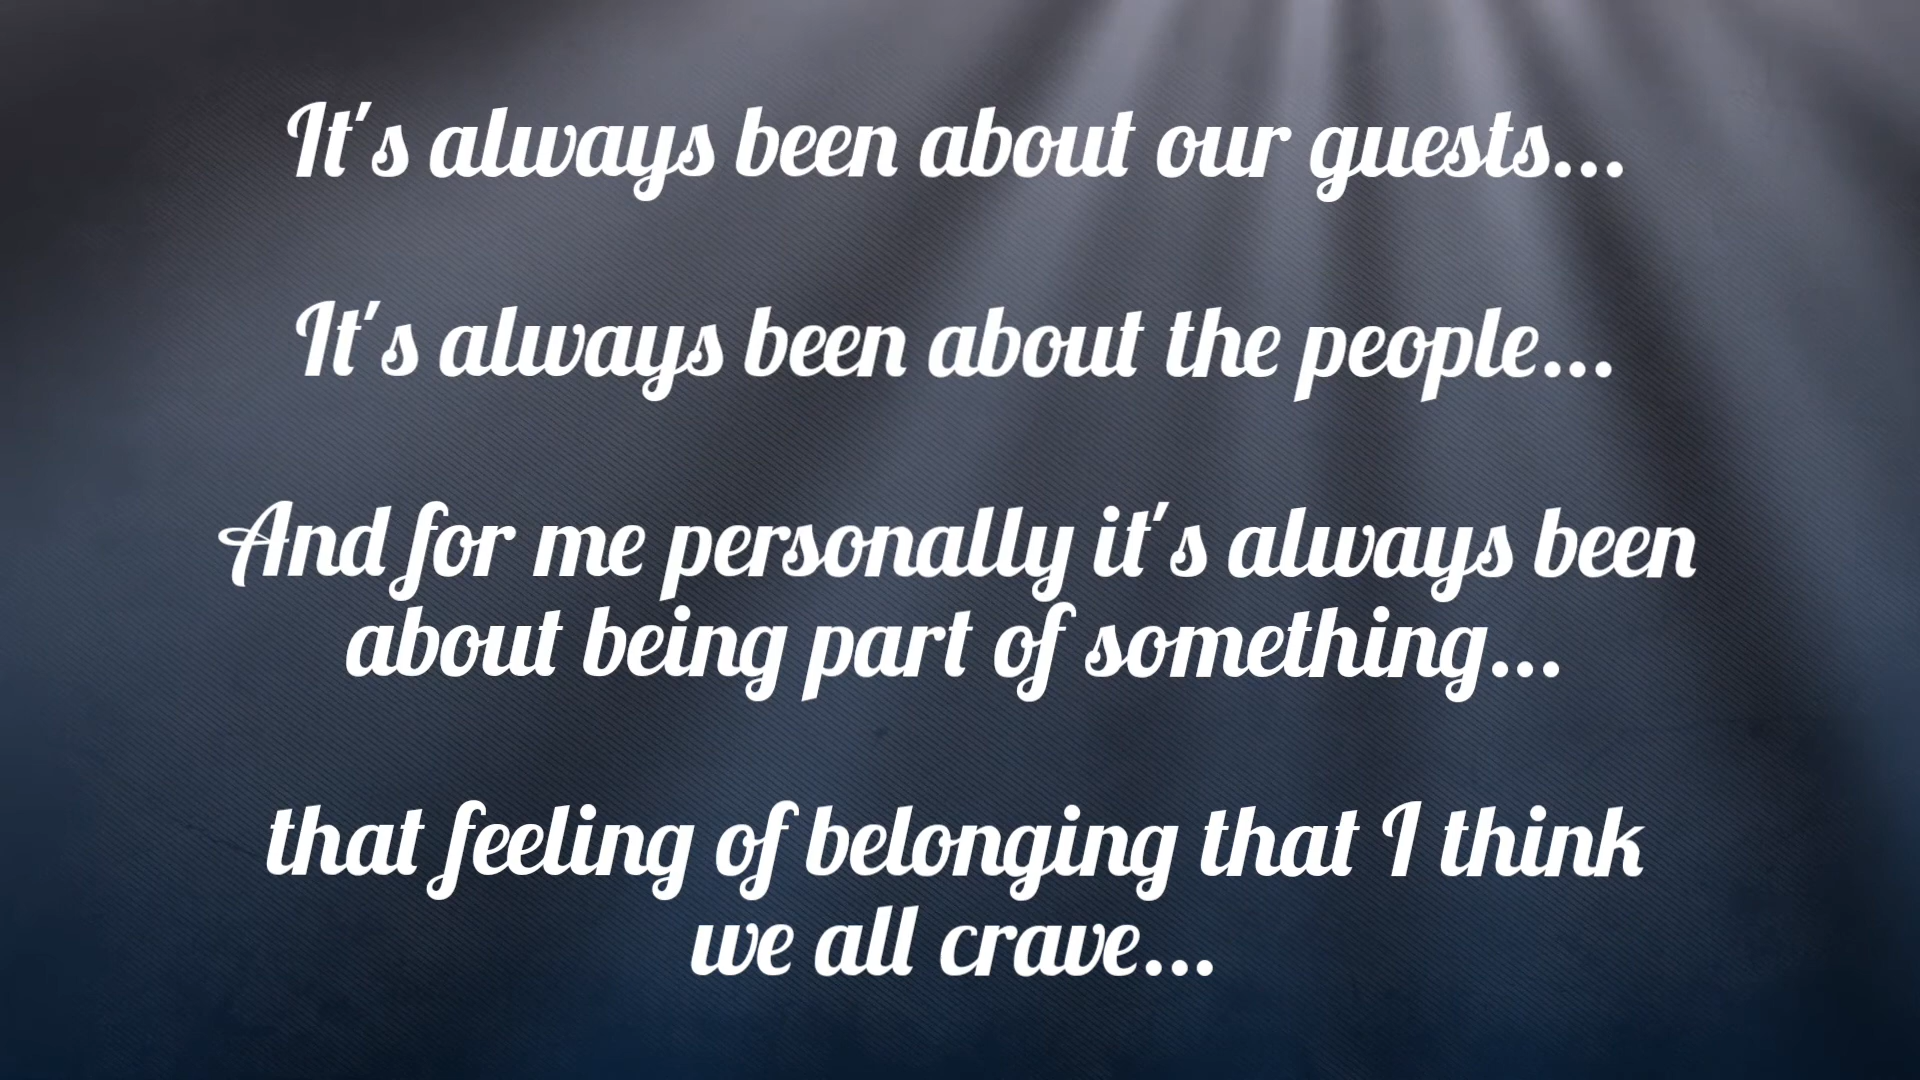 It's always been about our guests...
It's always been about the people...
And for me personally it's always been
about being part of something...
that feeling of belonging that I think
we all crave...